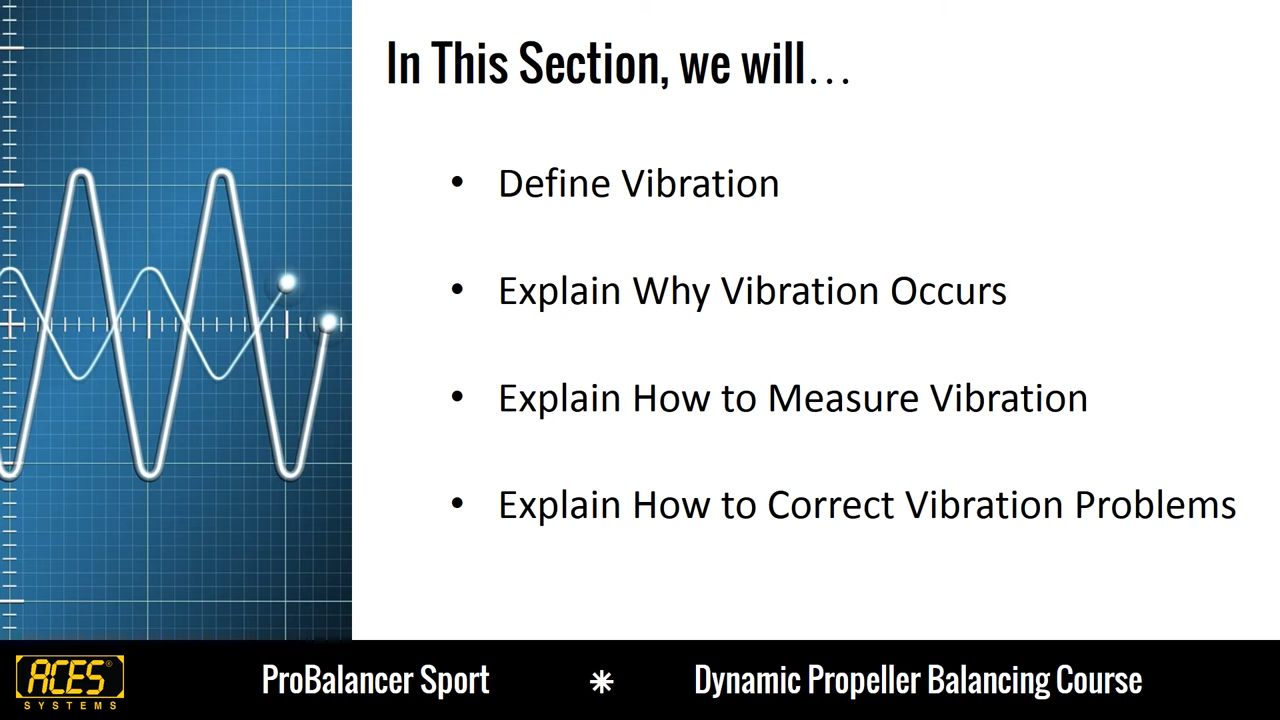 In This Section, we will...
• Define Vibration
• Explain Why Vibration Occurs
• Explain How to Measure Vibration
• Explain How to Correct Vibration Problems
ACES®
SYSTEMS
ProBalancer Sport * Dynamic Propeller Balancing Course